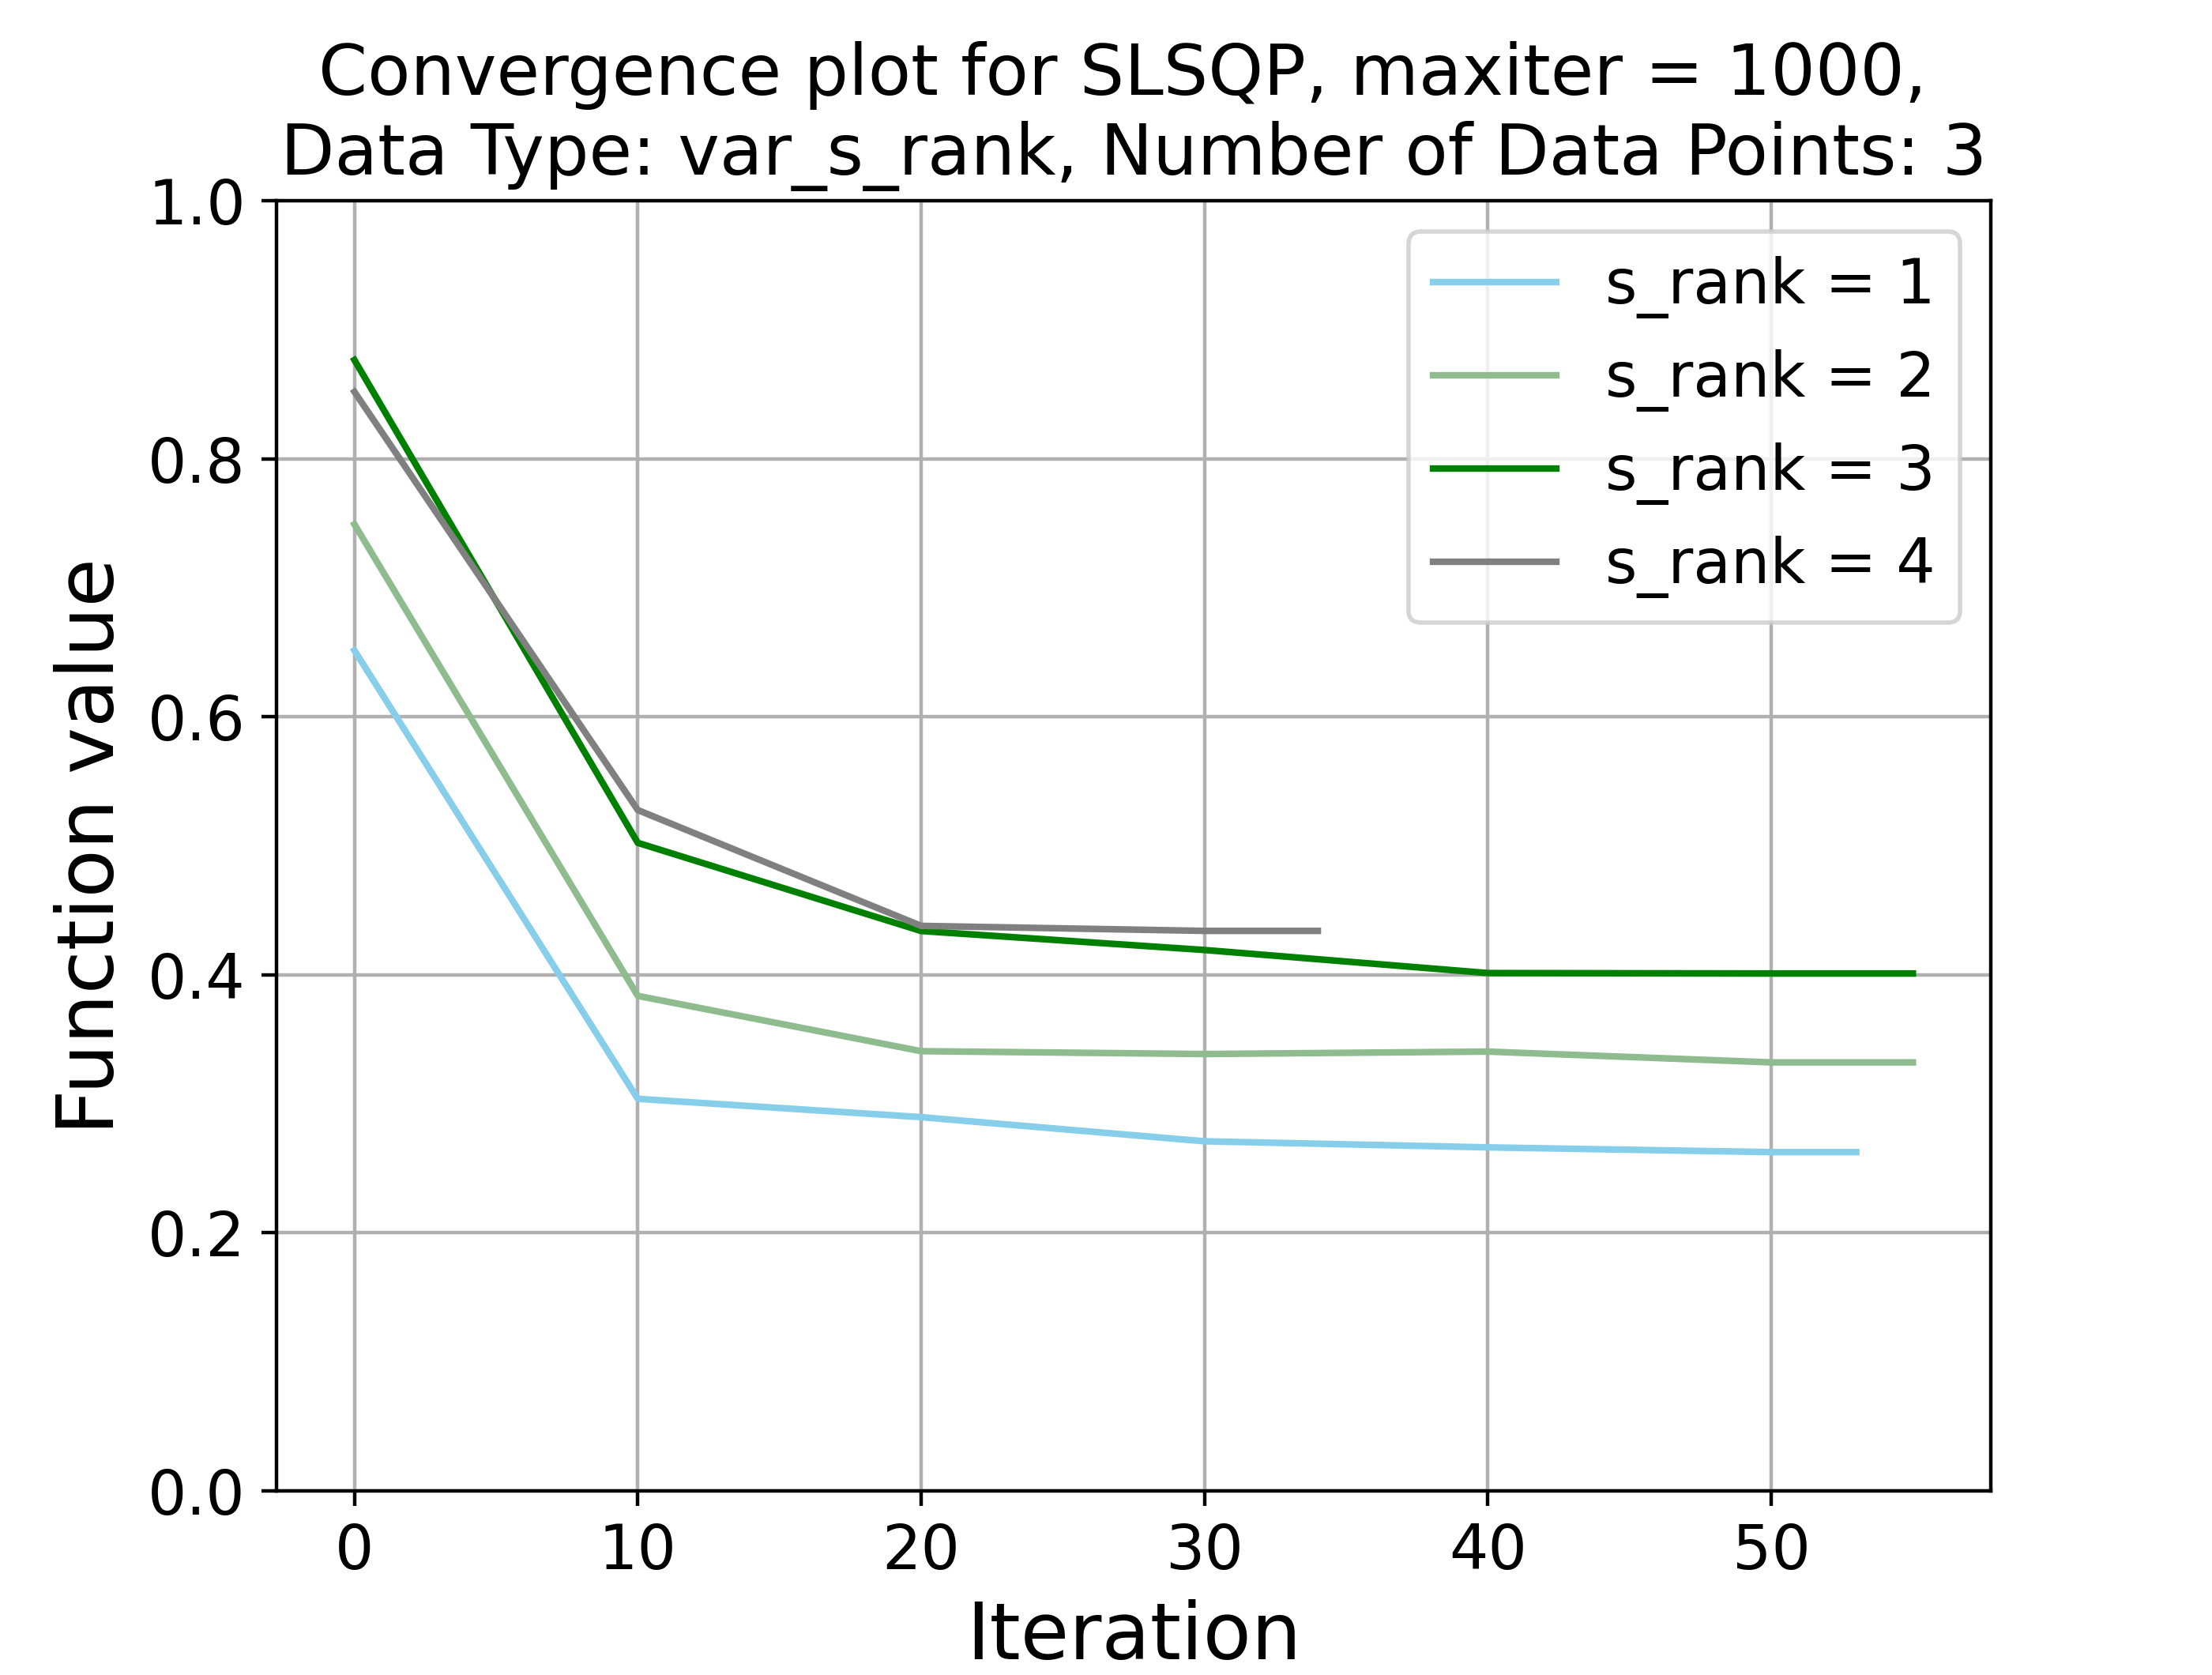 Convergence plot for SLSQP, maxiter = 1000,
Data Type: var_s_rank, Number of Data Points: 3
1.0
0.8
0.6
0.4
0.2
0.0
Function value
s_rank = 1
s_rank = 2
s_rank = 3
s_rank = 4
0 10 20 30 40 50
Iteration